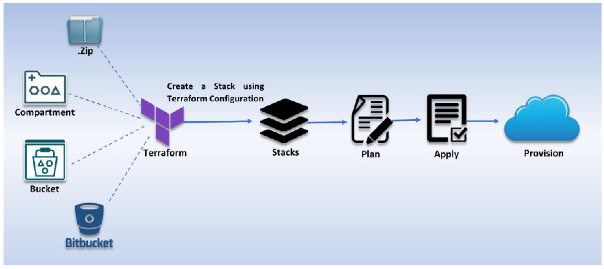 .Zip
Create a Stack using
Terraform Configuration
Compartment
Terraform
Stacks
Plan
Apply
Provision
Bucket
Bitbucket